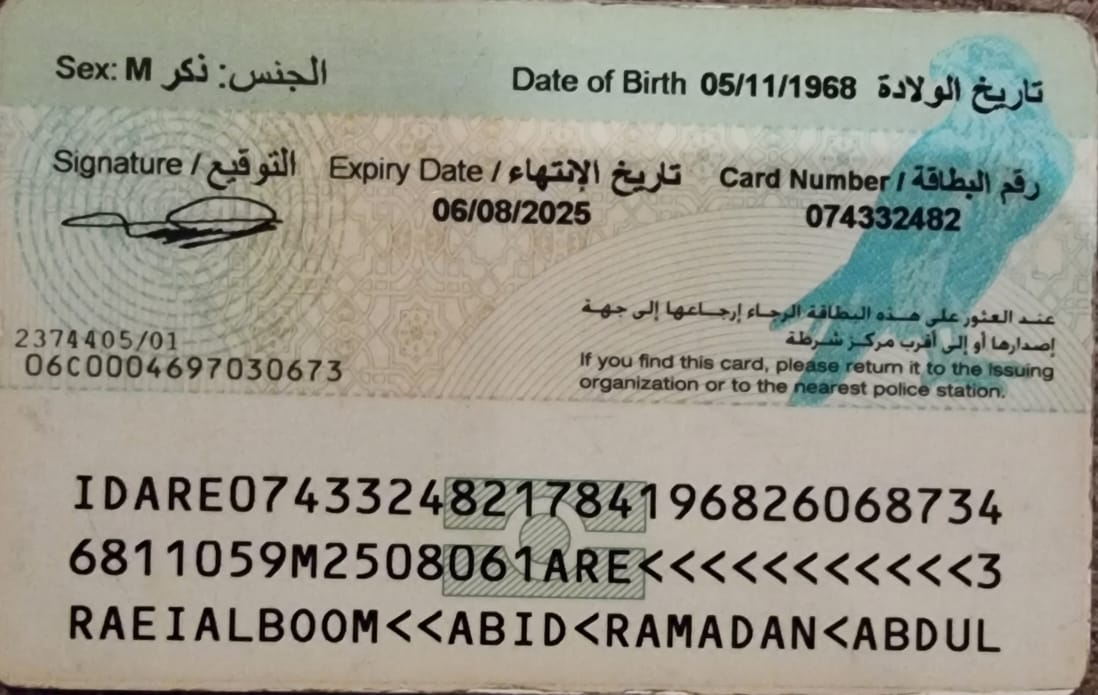 Sex: M الجنس: ذكر
Date of Birth 05/11/1968 تاريخ الولادة
Signature / التوقيع
Expiry Date / تاريخ الإنتهاء
06/08/2025
Card Number / رقم البطاقة
074332482
عند العثور على هذه البطاقة الرجاء إرجاعها إلى جهة
إصدارها أو إلى أقرب مركز شرطة
If you find this card, please return it to the issuing
organization or to the nearest police station.
2374405/01
06C0004697030673
IDARE0743324821784196826068734
6811059M2508061ARE<<<<<<<<<<<3
RAEIALBOOM<<ABID<RAMADAN<ABDUL